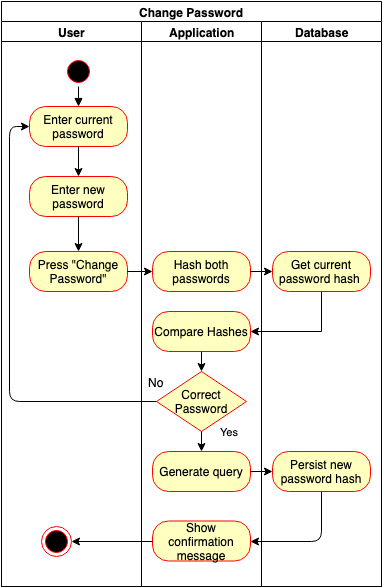 Change Password
User
Application
Database
Enter current
password
Enter new
password
Press "Change
Password"
Hash both
passwords
Get current
password hash
Compare Hashes
No
Correct
Password
Yes
Generate query
Persist new
password hash
Show
confirmation
message